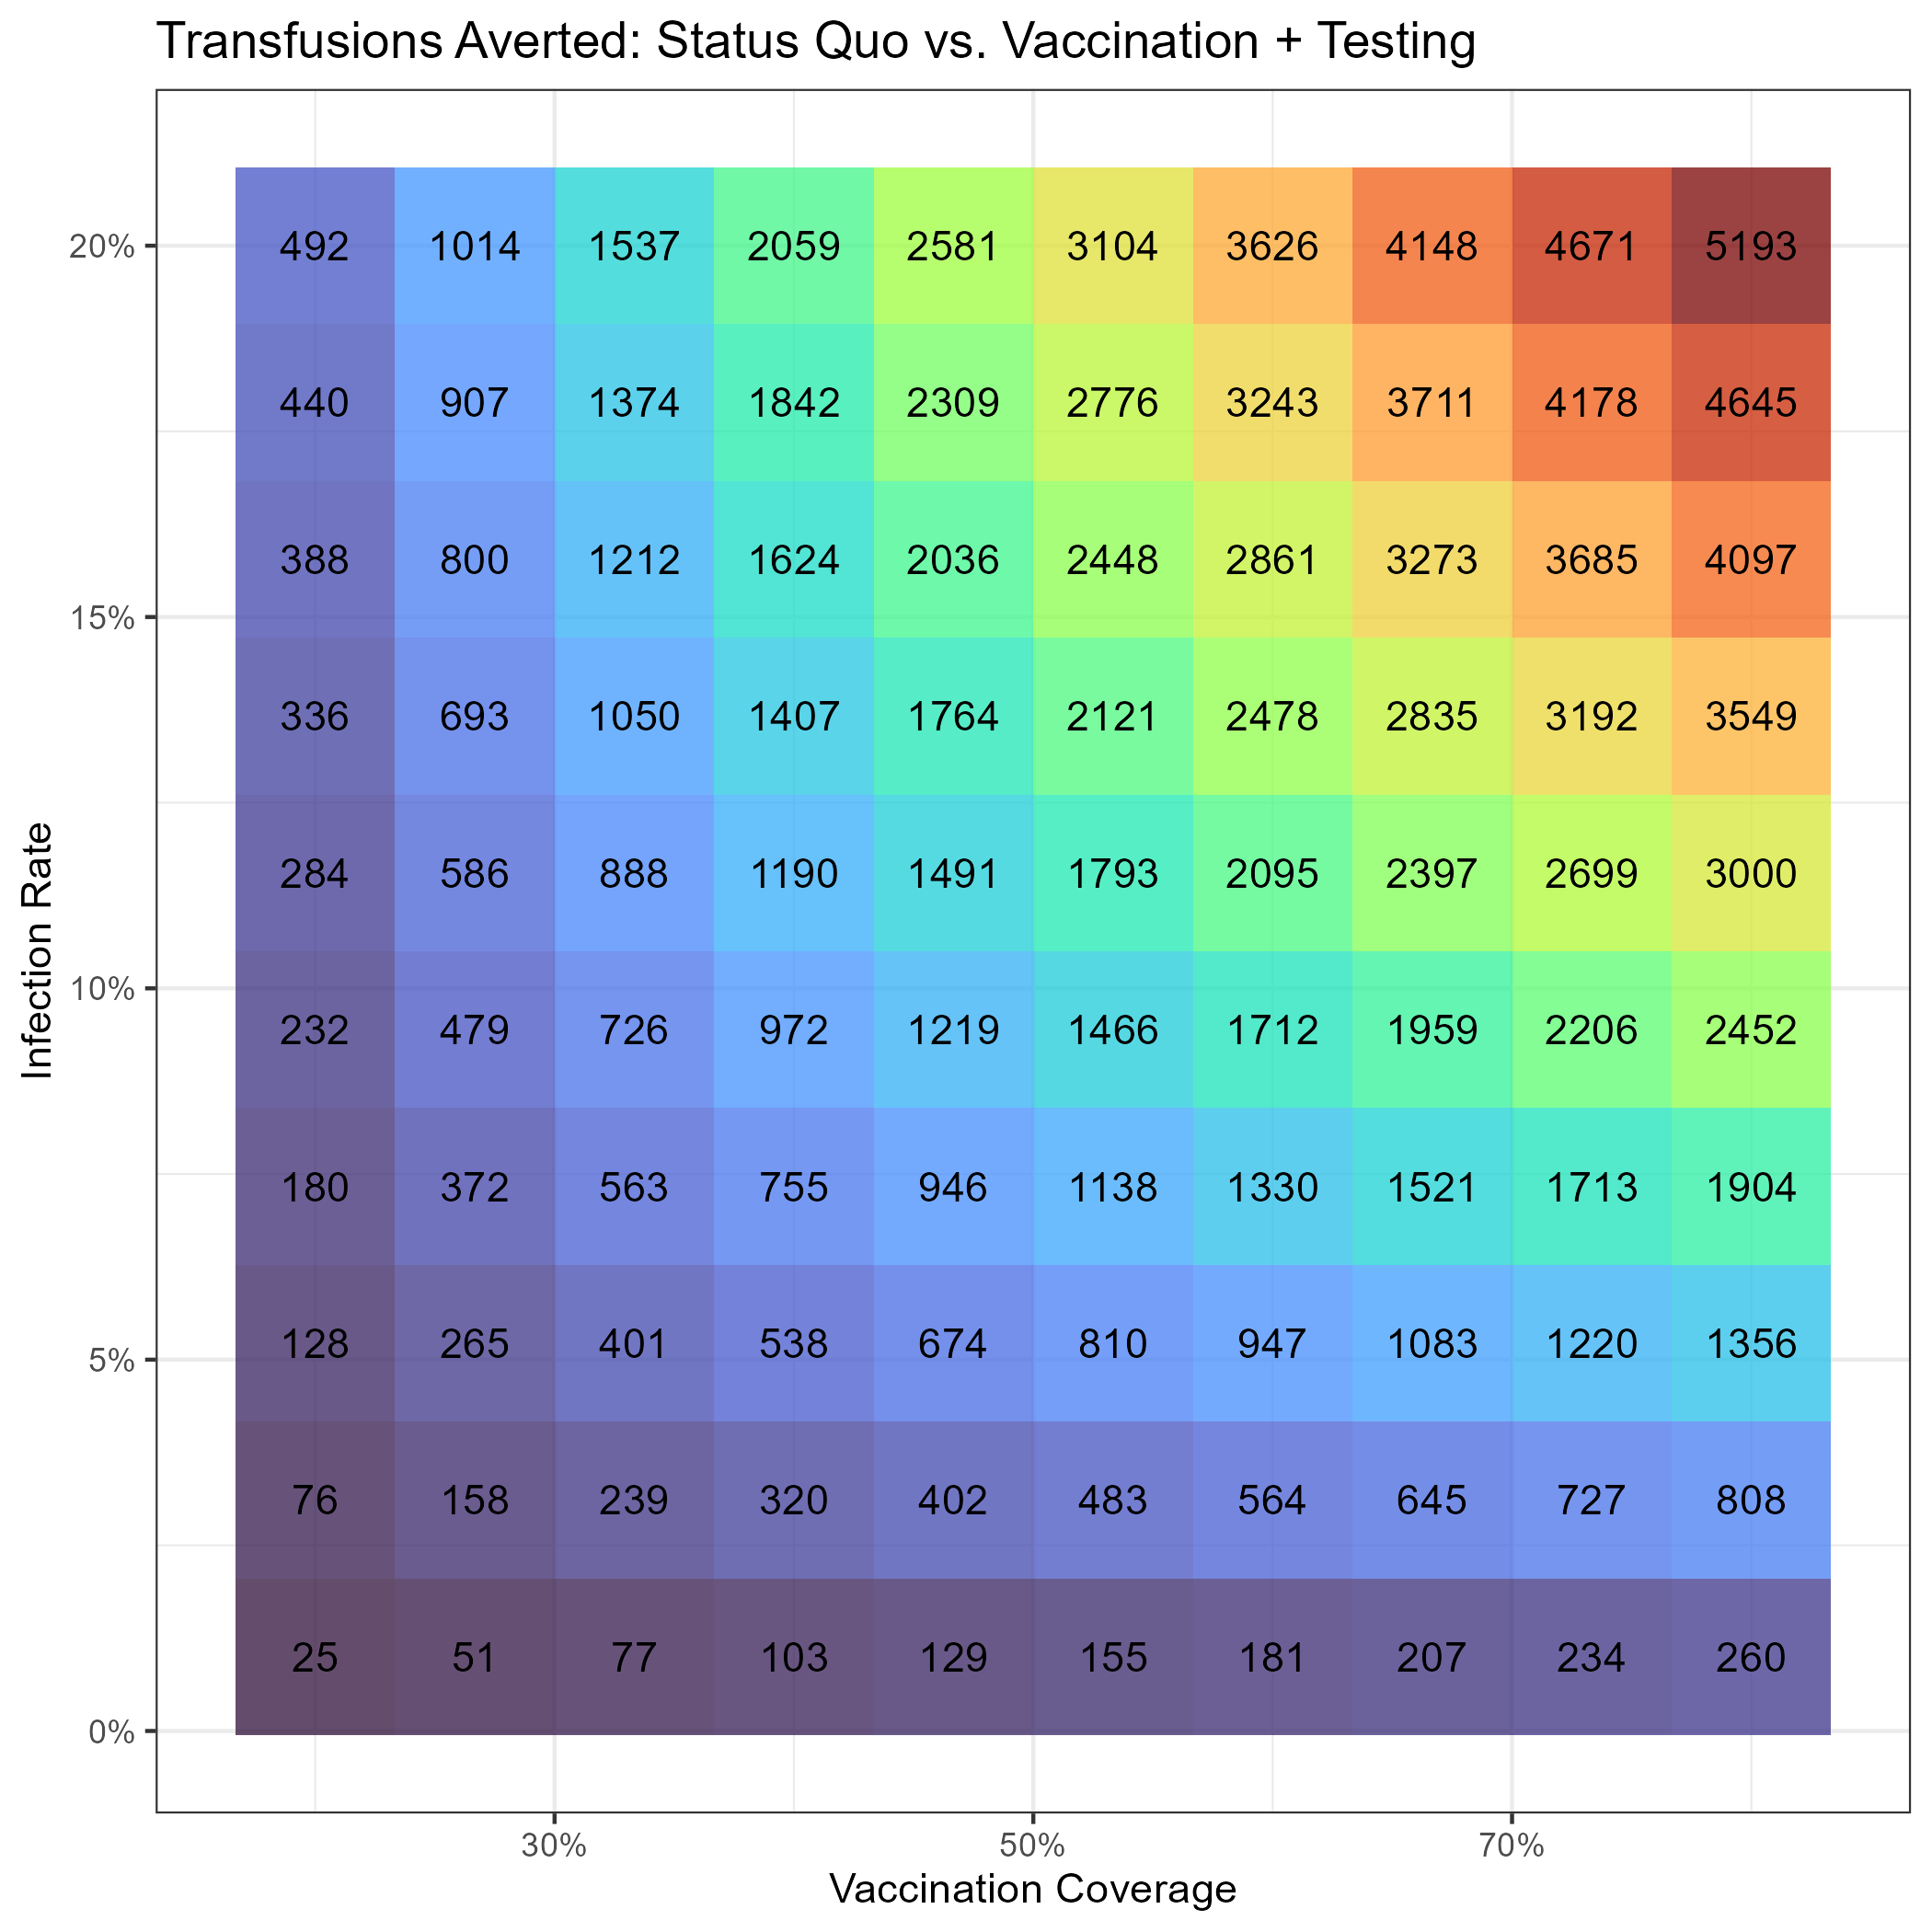 Transfusions Averted: Status Quo vs. Vaccination + Testing
20% 492 1014 1537 2059 2581 3104 3626 4148 4671 5193
440 907 1374 1842 2309 2776 3243 3711 4178 4645
388 800 1212 1624 2036 2448 2861 3273 3685 4097
15%
336 693 1050 1407 1764 2121 2478 2835 3192 3549
284 586 888 1190 1491 1793 2095 2397 2699 3000
Infection Rate
10%
232 479 726 972 1219 1466 1712 1959 2206 2452
180 372 563 755 946 1138 1330 1521 1713 1904
5% 128 265 401 538 674 810 947 1083 1220 1356
76 158 239 320 402 483 564 645 727 808
25 51 77 103 129 155 181 207 234 260
0%
30% 50% 70%
Vaccination Coverage